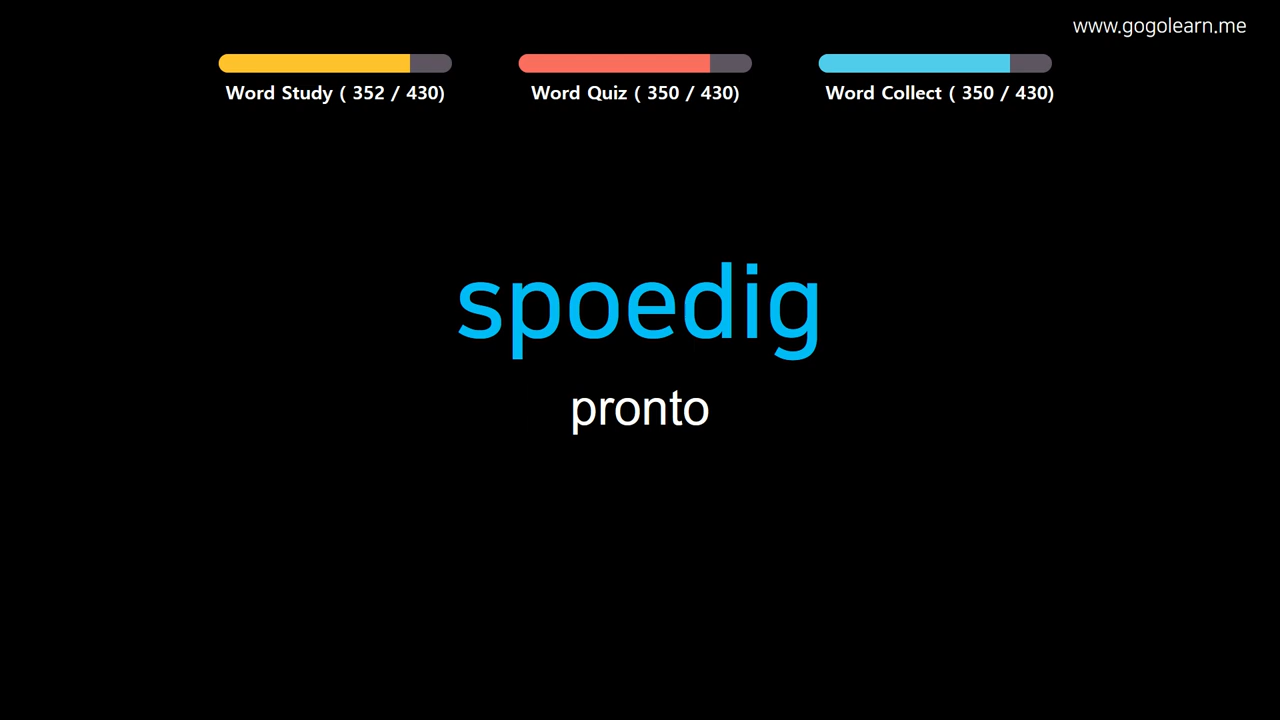 www.gogolearn.me
Word Study ( 352 / 430)
Word Quiz ( 350 / 430)
Word Collect ( 350 / 430)
spoedig
pronto